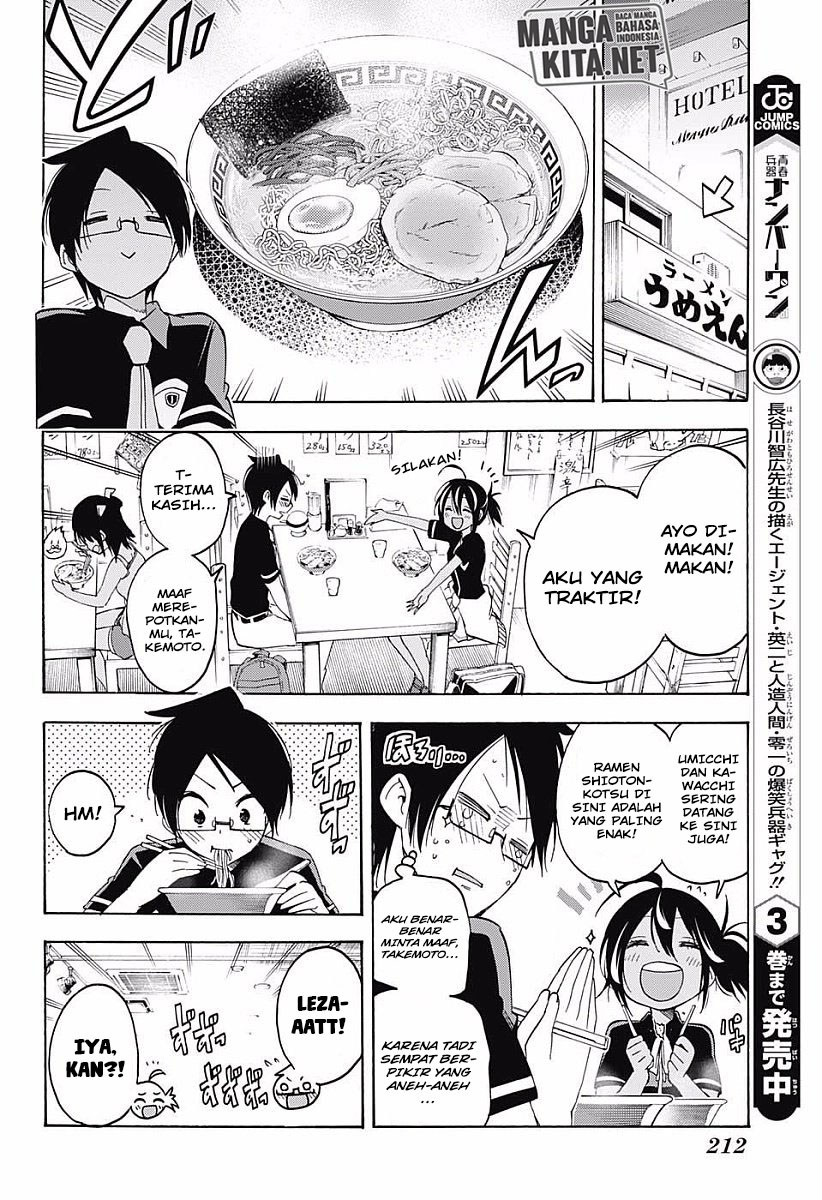 MANGA
KITA.NET
BACA MANGA
BAHASA
INDONESIA
HOTEL
ラーメン
うめえん
ドン
SILAKAN!
AYO DI-
MAKAN!
MAKAN!
AKU YANG
TRAKTIR!
T-
TERIMA
KASIH...
MAAF
MERE-
POTKAN-
MU, TA-
KEMOTO.
UMICCHI
DAN KA-
WACCHI
SERING
DATANG
KE SINI
JUGA!
RAMEN
SHIOTON-
KOTSU DI
SINI ADALAH
YANG PALING
ENAK!
ほろり...
AKU BENAR-
BENAR
MINTA MAAF,
TAKEMOTO...
KARENA TADI
SEMPAT BER-
PIKIR YANG
ANEH-ANEH
...
HM!
LEZA-
AATT!
IYA,
KAN?!
212
JC
JUMP
COMICS
青春兵器ナンバーワン
長谷川智広先生の描くエージェント・英二と人造人間・零一の爆笑兵器ギャグ!!
3巻まで発売中